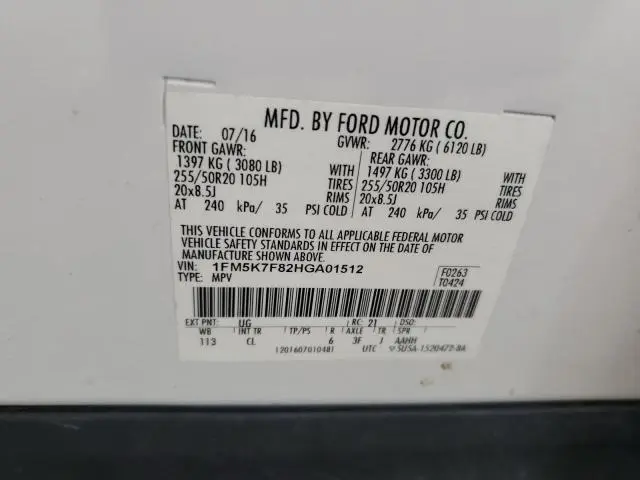 MFD. BY FORD MOTOR CO.
DATE: 07/16 GVWR: 2776 KG ( 6120 LB)
FRONT GAWR: REAR GAWR:
1397 KG ( 3080 LB) 1497 KG ( 3300 LB)
255/50R20 105H TIRES 255/50R20 105H TIRES
20x8.5J RIMS 20x8.5J RIMS
AT 240 kPa/ 35 PSI COLD AT 240 kPa/ 35 PSI COLD
THIS VEHICLE CONFORMS TO ALL APPLICABLE FEDERAL MOTOR
VEHICLE SAFETY STANDARDS IN EFFECT ON THE DATE OF
MANUFACTURE SHOWN ABOVE.
VIN: 1FM5K7F82HGA01512 F0263
TYPE: MPV T0424
EXT PNT: UG RC: 21 DSO:
WB INT TR TP/PS R AXLE TR SPR
113 CL 6 3F J AAHH
1201607010481 UTC 5U5A-1520472-BA